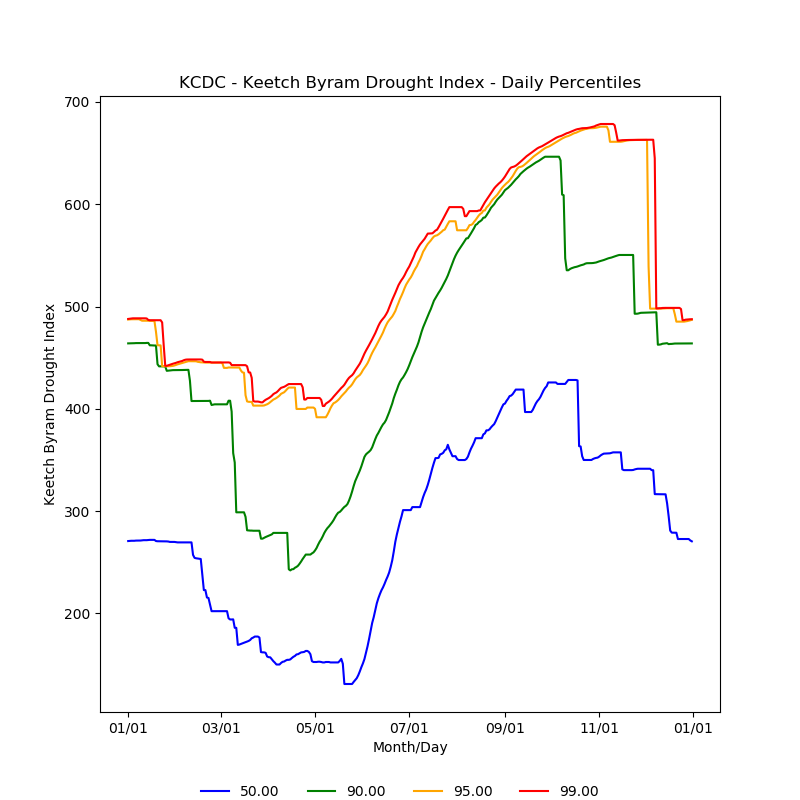 KCDC - Keetch Byram Drought Index - Daily Percentiles
700
600
500
400
300
200
Keetch Byram Drought Index
01/01 03/01 05/01 07/01 09/01 11/01 01/01
Month/Day
50.00 90.00 95.00 99.00